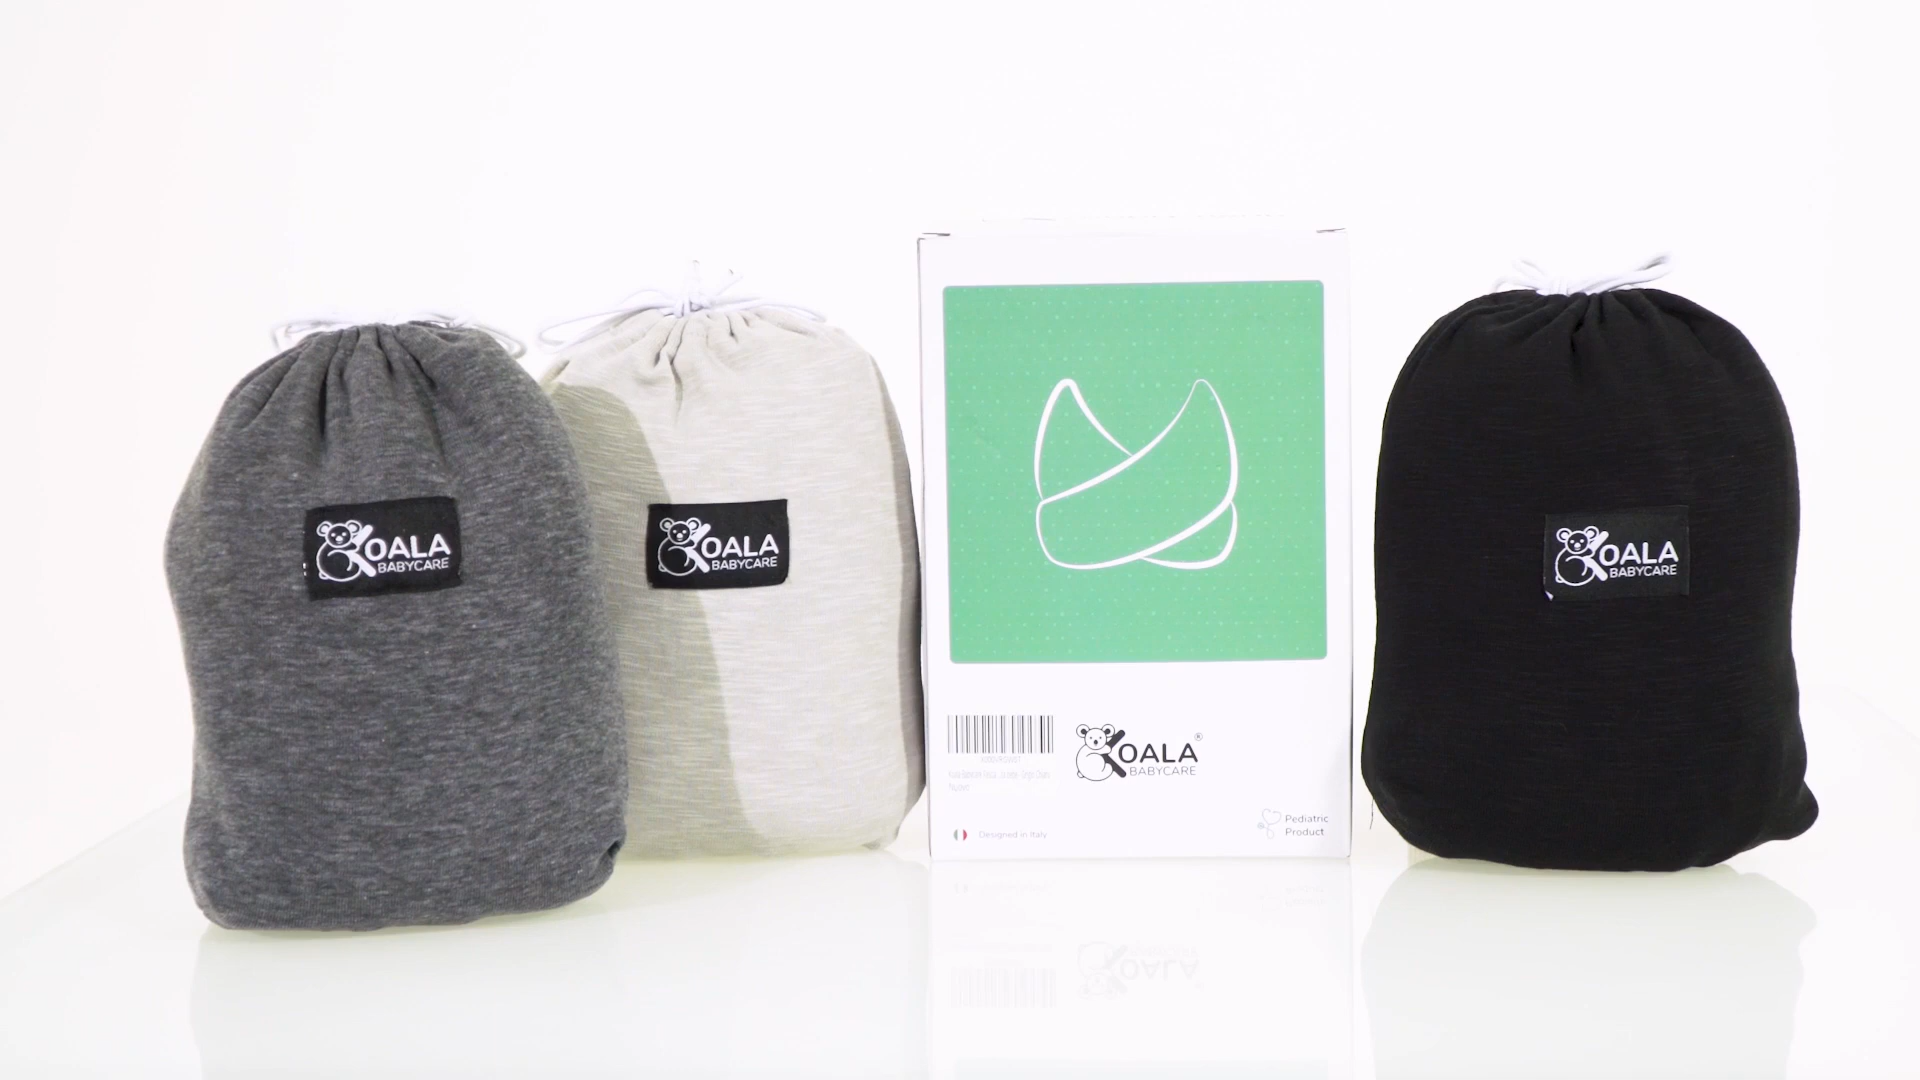 KOALA
BABYCARE
KOALA
BABYCARE
KOALA®
BABYCARE
Designed in Italy
Pediatric
Product
KOALA
BABYCARE